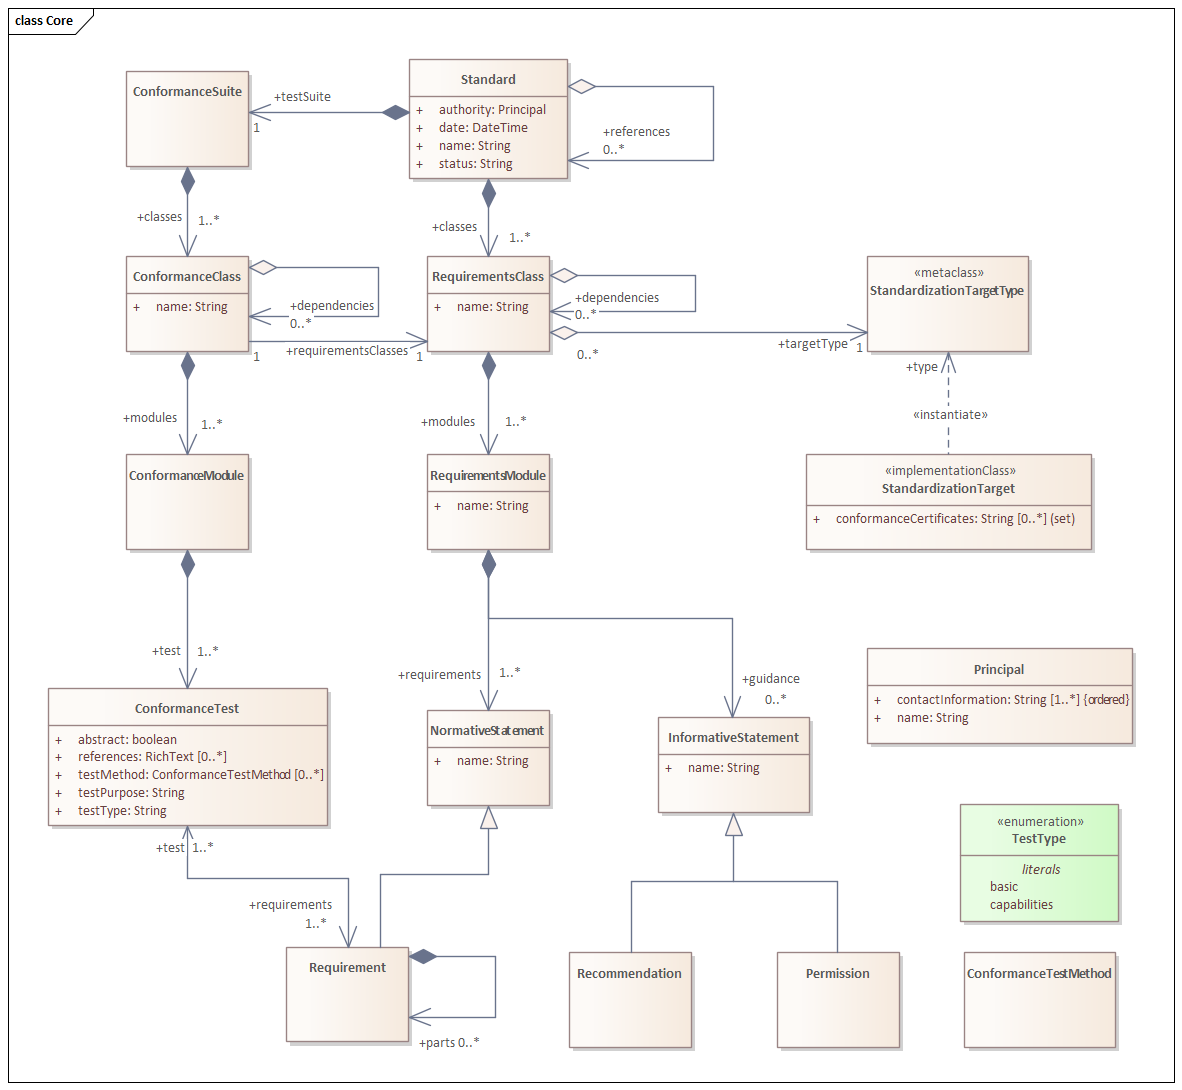 class Core
ConformanceSuite
+testSuite
1
Standard
+ authority: Principal
+ date: DateTime
+ name: String
+ status: String
+references
0..*
+classes
1..*
+classes
1..*
ConformanceClass
+ name: String
+dependencies
0..*
RequirementsClass
+ name: String
+dependencies
0..*
«metaclass»
StandardizationTargetType
1
+requirementsClasses
1
0..*
+targetType
1
+type
«instantiate»
+modules
1..*
+modules
1..*
ConformanceModule
RequirementsModule
+ name: String
«implementationClass»
StandardizationTarget
+ conformanceCertificates: String [0..*] (set)
+test
1..*
+requirements
1..*
+guidance
0..*
Principal
+ contactInformation: String [1..*] {ordered}
+ name: String
ConformanceTest
+ abstract: boolean
+ references: RichText [0..*]
+ testMethod: ConformanceTestMethod [0..*]
+ testPurpose: String
+ testType: String
NormativeStatement
+ name: String
InformativeStatement
+ name: String
«enumeration»
TestType
literals
basic
capabilities
+test
1..*
+requirements
1..*
Requirement
+parts 0..*
Recommendation
Permission
ConformanceTestMethod